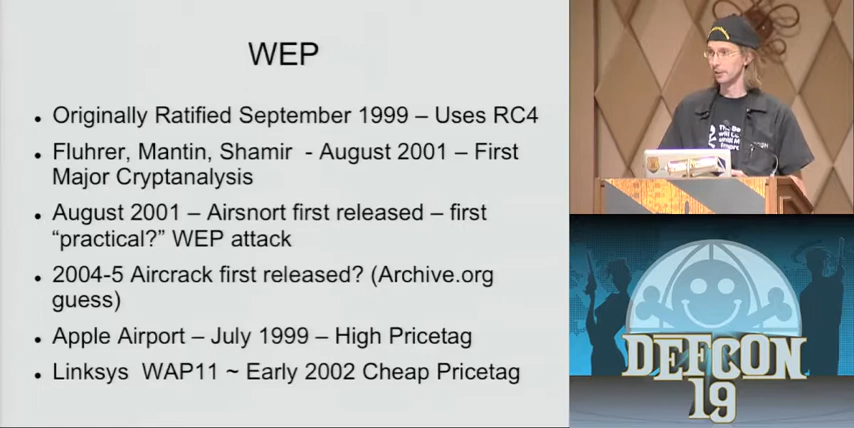 WEP
Originally Ratified September 1999 – Uses RC4
Fluhrer, Mantin, Shamir - August 2001 – First
Major Cryptanalysis
August 2001 – Airsnort first released – first
“practical?” WEP attack
2004-5 Aircrack first released? (Archive.org
guess)
Apple Airport – July 1999 – High Pricetag
Linksys WAP11 ~ Early 2002 Cheap Pricetag
DEFCON
19